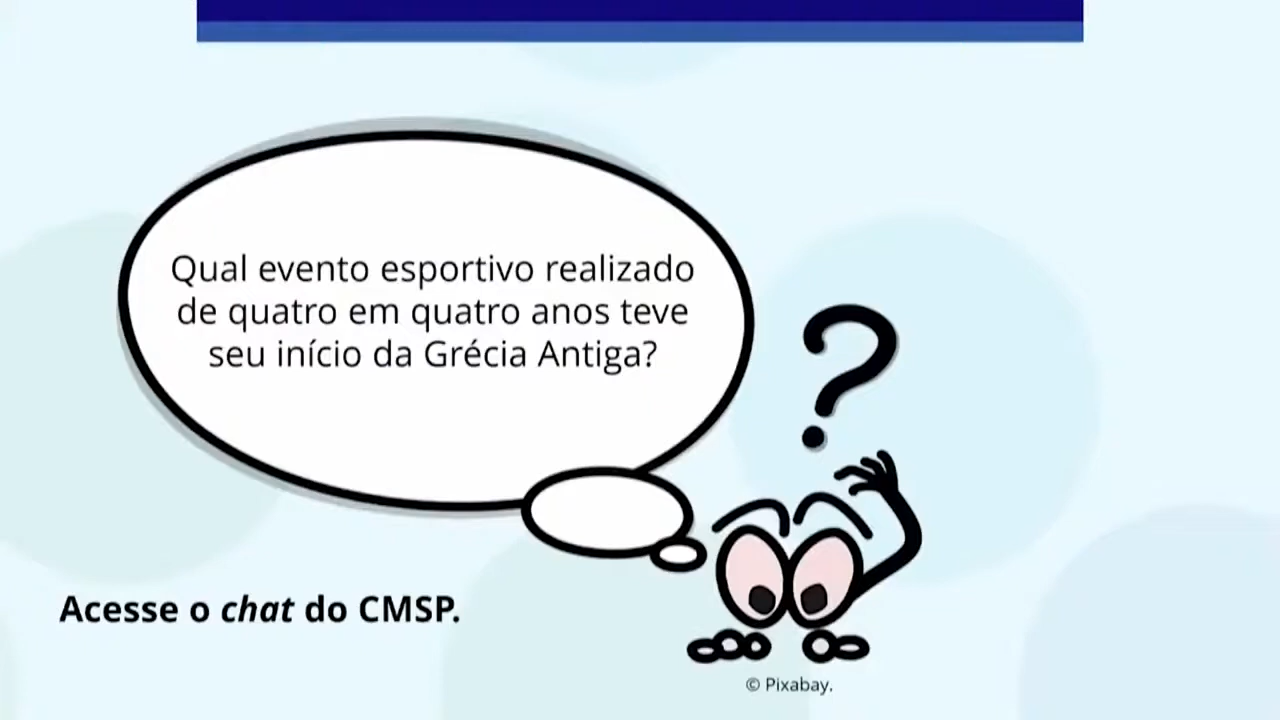 Qual evento esportivo realizado
de quatro em quatro anos teve
seu início da Grécia Antiga?
?
Acesse o chat do CMSP.
© Pixabay.